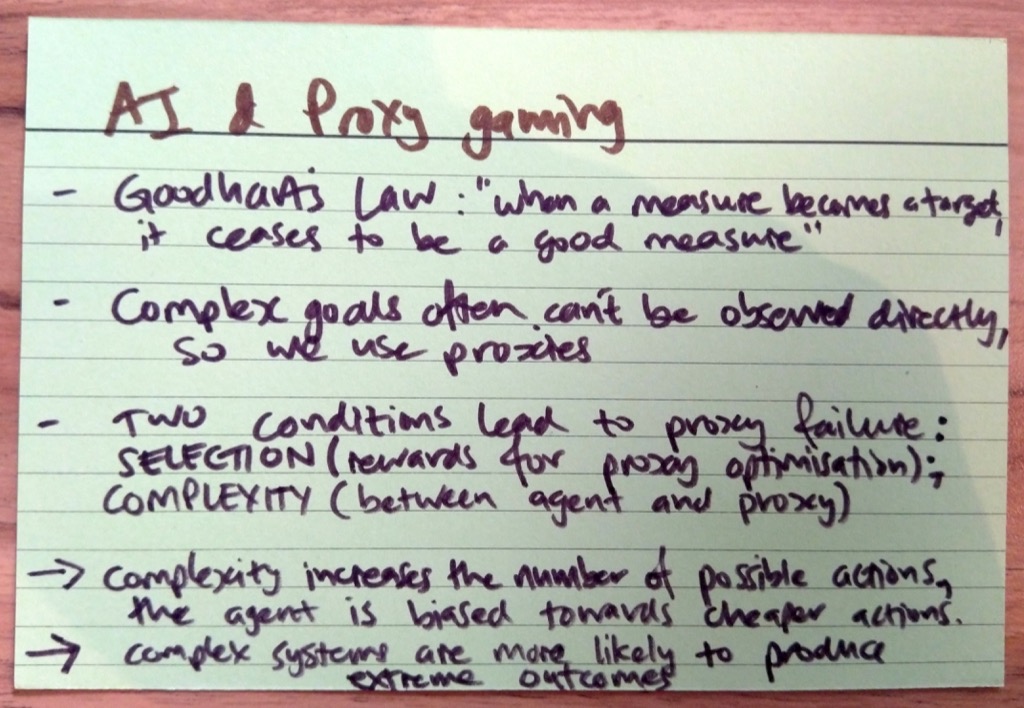 AI & Proxy gaming
- Goodhart's Law : "when a measure becomes a target,
it ceases to be a good measure"
- Complex goals often can't be observed directly,
so we use proxies
- TWO conditions lead to proxy failure:
SELECTION (rewards for proxy optimisation);
COMPLEXITY (between agent and proxy)
→ complexity increases the number of possible actions,
the agent is biased towards cheaper actions.
→ complex systems are more likely to produce
extreme outcomes